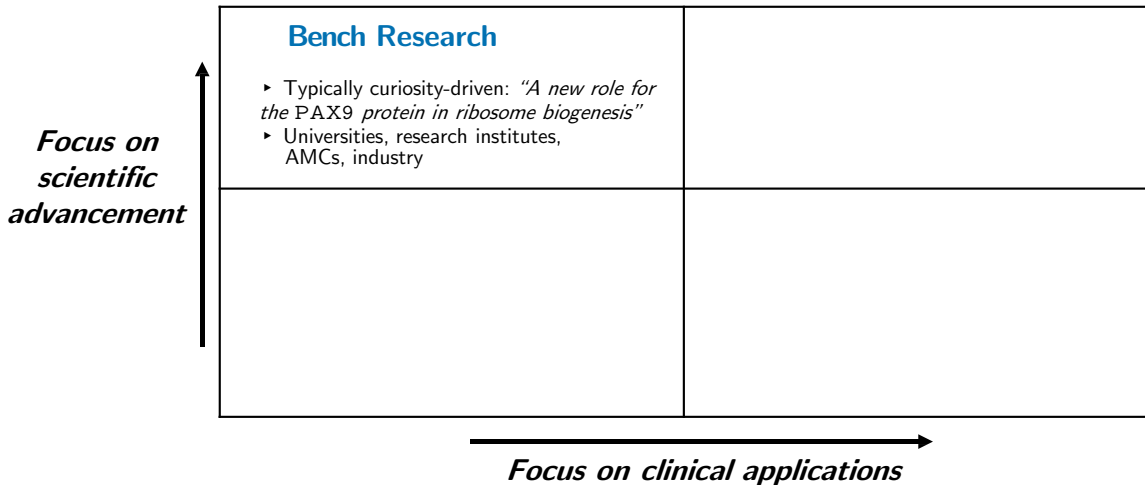 Bench Research
▸ Typically curiosity-driven: “A new role for
the PAX9 protein in ribosome biogenesis”
▸ Universities, research institutes,
AMCs, industry
Focus on
scientific
advancement
Focus on clinical applications